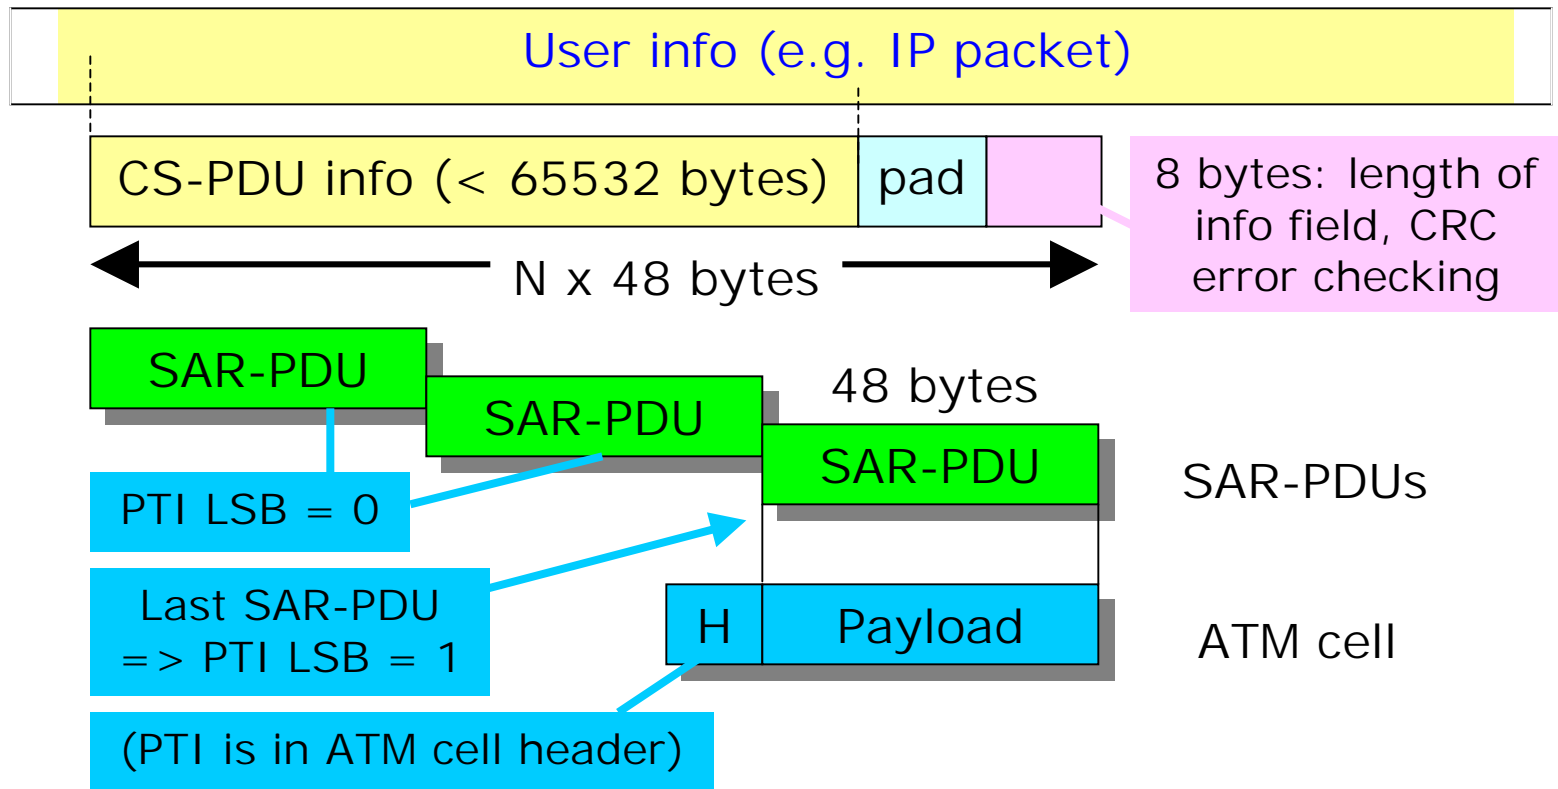 User info (e.g. IP packet)
CS-PDU info (< 65532 bytes)
pad
8 bytes: length of
info field, CRC
error checking
N x 48 bytes
SAR-PDU
SAR-PDU
48 bytes
SAR-PDU
SAR-PDUs
PTI LSB = 0
Last SAR-PDU
=> PTI LSB = 1
H
Payload
ATM cell
(PTI is in ATM cell header)